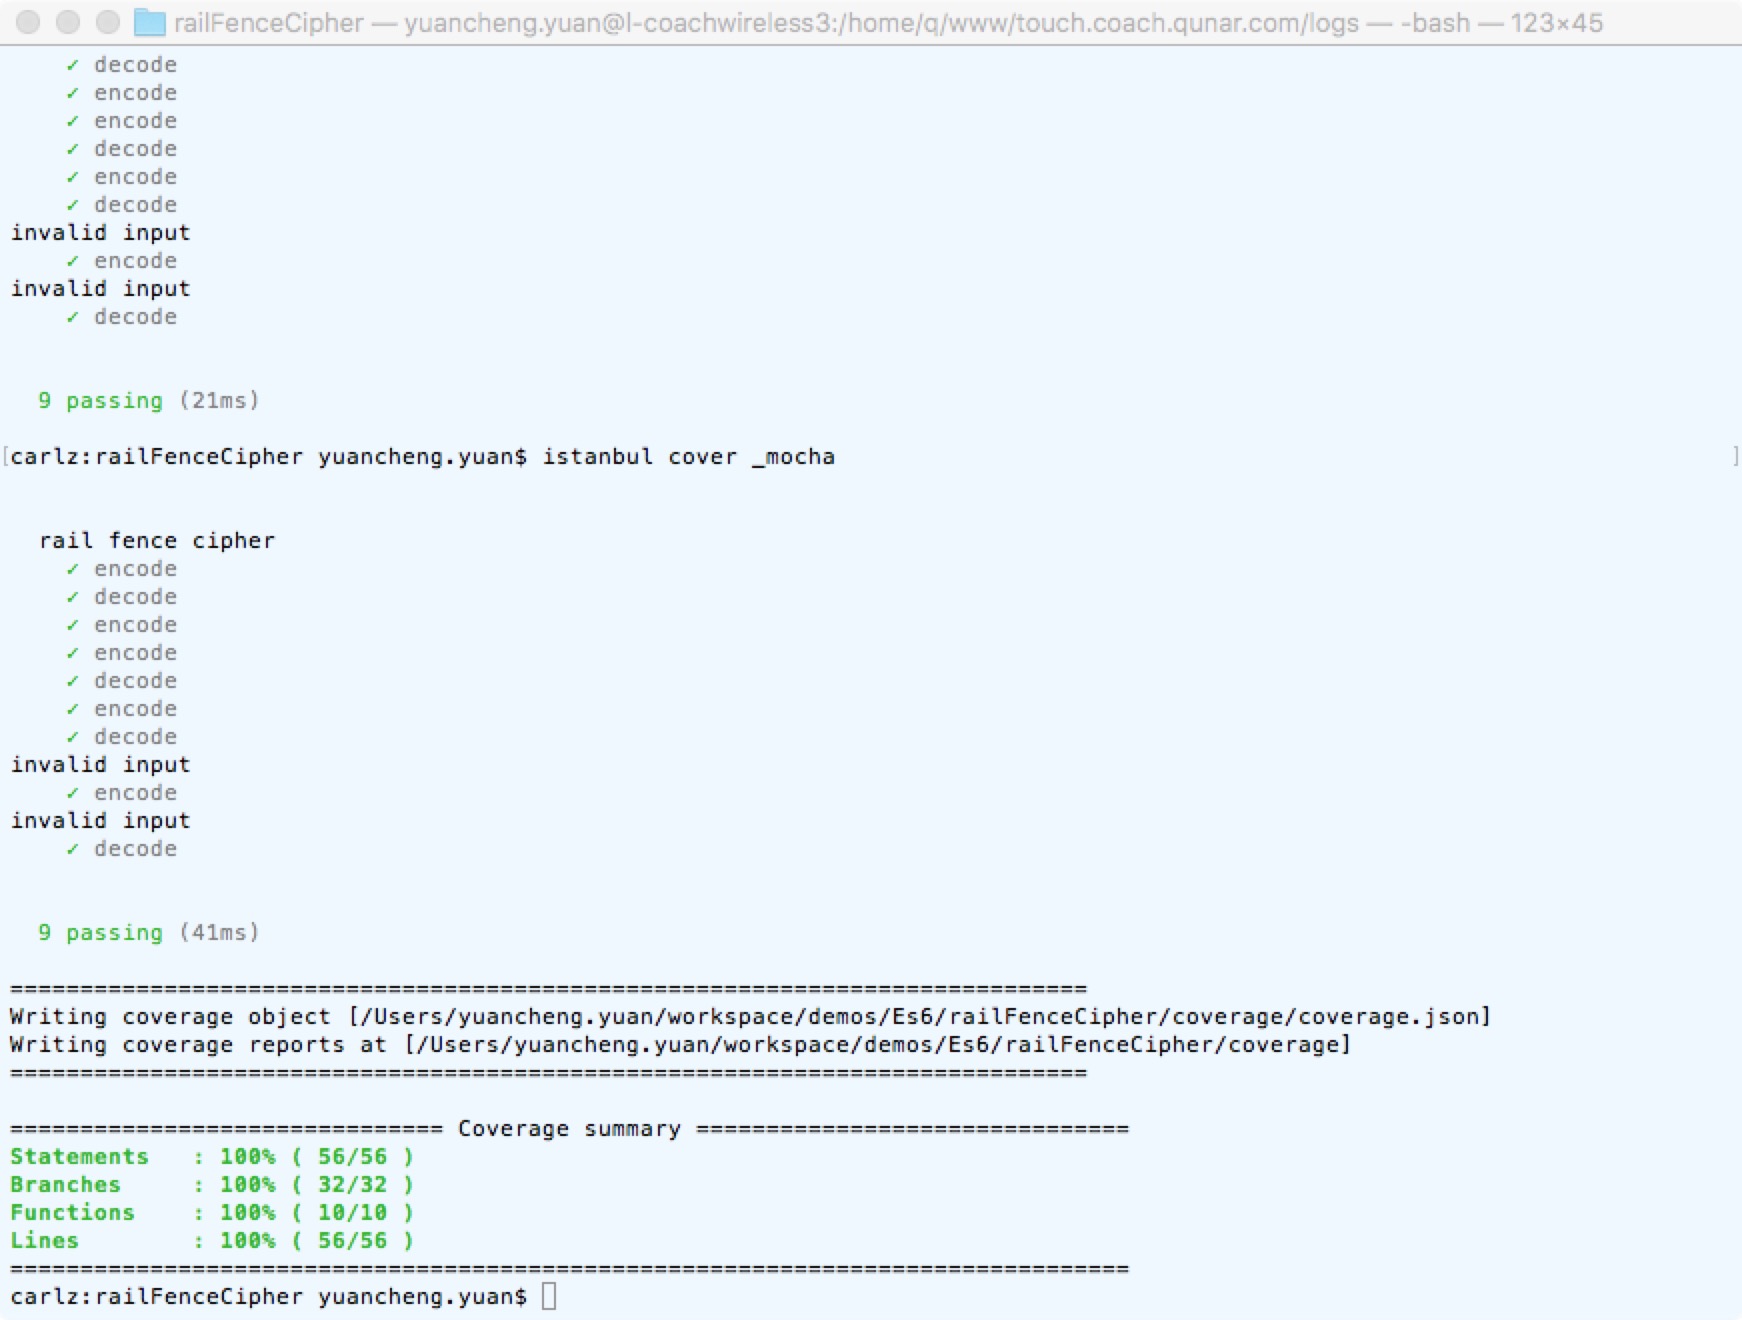 railFenceCipher — yuancheng.yuan@l-coachwireless3:/home/q/www/touch.coach.qunar.com/logs — -bash — 123×45
✓ decode
✓ encode
✓ encode
✓ decode
✓ encode
✓ decode
invalid input
✓ encode
invalid input
✓ decode
9 passing (21ms)
[carlz:railFenceCipher yuancheng.yuan$ istanbul cover _mocha ]
rail fence cipher
✓ encode
✓ decode
✓ encode
✓ encode
✓ decode
✓ encode
✓ decode
invalid input
✓ encode
invalid input
✓ decode
9 passing (41ms)
=============================================================================
Writing coverage object [/Users/yuancheng.yuan/workspace/demos/Es6/railFenceCipher/coverage/coverage.json]
Writing coverage reports at [/Users/yuancheng.yuan/workspace/demos/Es6/railFenceCipher/coverage]
=============================================================================
=============================== Coverage summary ===============================
Statements : 100% ( 56/56 )
Branches : 100% ( 32/32 )
Functions : 100% ( 10/10 )
Lines : 100% ( 56/56 )
================================================================================
carlz:railFenceCipher yuancheng.yuan$